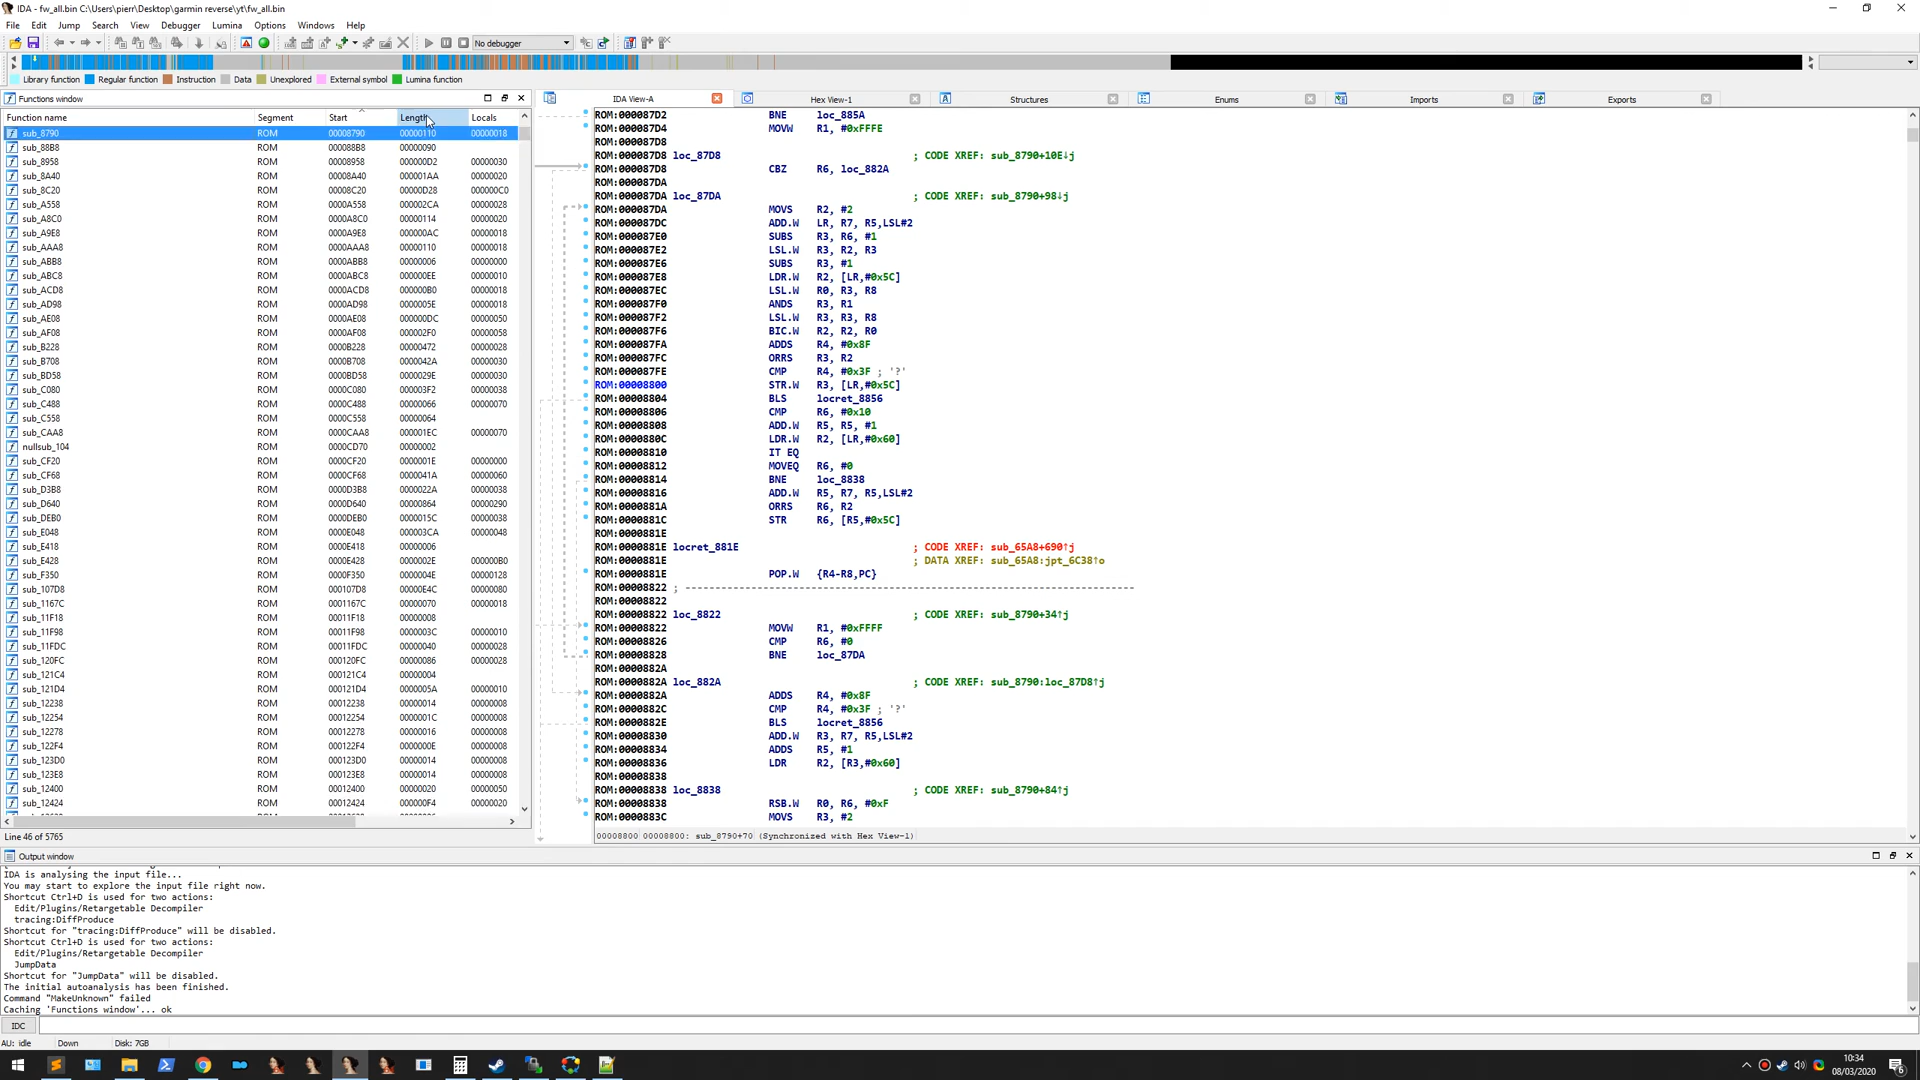 IDA - fw_all.bin C:\Users\pierr\Desktop\garmin reverse\yt\fw_all.bin
File Edit Jump Search View Debugger Lumina Options Windows Help
No debugger
Library function Regular function Instruction Data Unexplored External symbol Lumina function
Functions window
Function name Segment Start Length Locals
sub_8790 ROM 00008790 00000110 00000018
sub_88B8 ROM 000088B8 00000090
sub_8958 ROM 00008958 000000D2 00000030
sub_8A40 ROM 00008A40 000001AA 00000020
sub_8C20 ROM 00008C20 00000D28 000000C0
sub_A558 ROM 0000A558 000002CA 00000028
sub_A8C0 ROM 0000A8C0 00000114 00000020
sub_A9E8 ROM 0000A9E8 000000AC 00000018
sub_AAA8 ROM 0000AAA8 00000110 00000018
sub_ABB8 ROM 0000ABB8 00000006 00000000
sub_ABC8 ROM 0000ABC8 000000EE 00000010
sub_ACD8 ROM 0000ACD8 000000B0 00000018
sub_AD98 ROM 0000AD98 0000005E 00000018
sub_AE08 ROM 0000AE08 000000DC 00000050
sub_AF08 ROM 0000AF08 000002F0 00000058
sub_B228 ROM 0000B228 00000472 00000028
sub_B708 ROM 0000B708 0000042A 00000030
sub_BD58 ROM 0000BD58 0000029E 00000030
sub_C080 ROM 0000C080 000003F2 00000038
sub_C488 ROM 0000C488 00000066 00000070
sub_C558 ROM 0000C558 00000064
sub_CAA8 ROM 0000CAA8 000001EC 00000070
nullsub_104 ROM 0000CD70 00000002
sub_CF20 ROM 0000CF20 0000001E 00000000
sub_CF68 ROM 0000CF68 0000041A 00000060
sub_D3B8 ROM 0000D3B8 0000022A 00000038
sub_D640 ROM 0000D640 00000864 00000290
sub_DEB0 ROM 0000DEB0 0000015C 00000038
sub_E048 ROM 0000E048 000003CA 00000048
sub_E418 ROM 0000E418 00000006
sub_E428 ROM 0000E428 0000002E 000000B0
sub_F350 ROM 0000F350 0000004E 00000128
sub_107D8 ROM 000107D8 00000E4C 00000080
sub_1167C ROM 0001167C 00000070 00000018
sub_11F18 ROM 00011F18 00000008
sub_11F98 ROM 00011F98 0000003C 00000010
sub_11FDC ROM 00011FDC 00000040 00000028
sub_120FC ROM 000120FC 00000086 00000028
sub_121C4 ROM 000121C4 00000004
sub_121D4 ROM 000121D4 0000005A 00000010
sub_12238 ROM 00012238 00000014 00000008
sub_12254 ROM 00012254 0000001C 00000008
sub_12278 ROM 00012278 00000016 00000008
sub_122F4 ROM 000122F4 0000000E 00000008
sub_123D0 ROM 000123D0 00000014 00000008
sub_123E8 ROM 000123E8 00000014 00000008
sub_12400 ROM 00012400 00000020 00000050
sub_12424 ROM 00012424 000000F4 00000020
Line 46 of 5765
IDA View-A Hex View-1 Structures Enums Imports Exports
ROM:000087D2 BNE loc_885A
ROM:000087D4 MOVW R1, #0xFFFE
ROM:000087D8
ROM:000087D8 loc_87D8 ; CODE XREF: sub_8790+10E↓j
ROM:000087D8 CBZ R6, loc_882A
ROM:000087DA
ROM:000087DA loc_87DA ; CODE XREF: sub_8790+98↓j
ROM:000087DA MOVS R2, #2
ROM:000087DC ADD.W LR, R7, R5,LSL#2
ROM:000087E0 SUBS R3, R6, #1
ROM:000087E2 LSL.W R3, R2, R3
ROM:000087E6 SUBS R3, #1
ROM:000087E8 LDR.W R2, [LR,#0x5C]
ROM:000087EC LSL.W R0, R3, R8
ROM:000087F0 ANDS R3, R1
ROM:000087F2 LSL.W R3, R3, R8
ROM:000087F6 BIC.W R2, R2, R0
ROM:000087FA ADDS R4, #0x8F
ROM:000087FC ORRS R3, R2
ROM:000087FE CMP R4, #0x3F ; '?'
ROM:00008800 STR.W R3, [LR,#0x5C]
ROM:00008804 BLS locret_8856
ROM:00008806 CMP R6, #0x10
ROM:00008808 ADD.W R5, R5, #1
ROM:0000880C LDR.W R2, [LR,#0x60]
ROM:00008810 IT EQ
ROM:00008812 MOVEQ R6, #0
ROM:00008814 BNE loc_8838
ROM:00008816 ADD.W R5, R7, R5,LSL#2
ROM:0000881A ORRS R6, R2
ROM:0000881C STR R6, [R5,#0x5C]
ROM:0000881E
ROM:0000881E locret_881E ; CODE XREF: sub_65A8+690↑j
ROM:0000881E ; DATA XREF: sub_65A8:jpt_6C38↑o
ROM:0000881E POP.W {R4-R8,PC}
ROM:00008822 ; ---------------------------------------------------------------------------
ROM:00008822
ROM:00008822 loc_8822 ; CODE XREF: sub_8790+34↑j
ROM:00008822 MOVW R1, #0xFFFF
ROM:00008826 CMP R6, #0
ROM:00008828 BNE loc_87DA
ROM:0000882A
ROM:0000882A loc_882A ; CODE XREF: sub_8790:loc_87D8↑j
ROM:0000882A ADDS R4, #0x8F
ROM:0000882C CMP R4, #0x3F ; '?'
ROM:0000882E BLS locret_8856
ROM:00008830 ADD.W R3, R7, R5,LSL#2
ROM:00008834 ADDS R5, #1
ROM:00008836 LDR R2, [R3,#0x60]
ROM:00008838
ROM:00008838 loc_8838 ; CODE XREF: sub_8790+84↑j
ROM:00008838 RSB.W R0, R6, #0xF
ROM:0000883C MOVS R3, #2
00008800 00008800: sub_8790+70 (Synchronized with Hex View-1)
Output window
IDA is analysing the input file...
You may start to explore the input file right now.
Shortcut Ctrl+D is used for two actions:
Edit/Plugins/Retargetable Decompiler
tracing:DiffProduce
Shortcut for "tracing:DiffProduce" will be disabled.
Shortcut Ctrl+D is used for two actions:
Edit/Plugins/Retargetable Decompiler
JumpData
Shortcut for "JumpData" will be disabled.
The initial autoanalysis has been finished.
Command "MakeUnknown" failed
Caching 'Functions window'... ok
IDC
AU: idle Down Disk: 7GB
10:34
08/03/2020